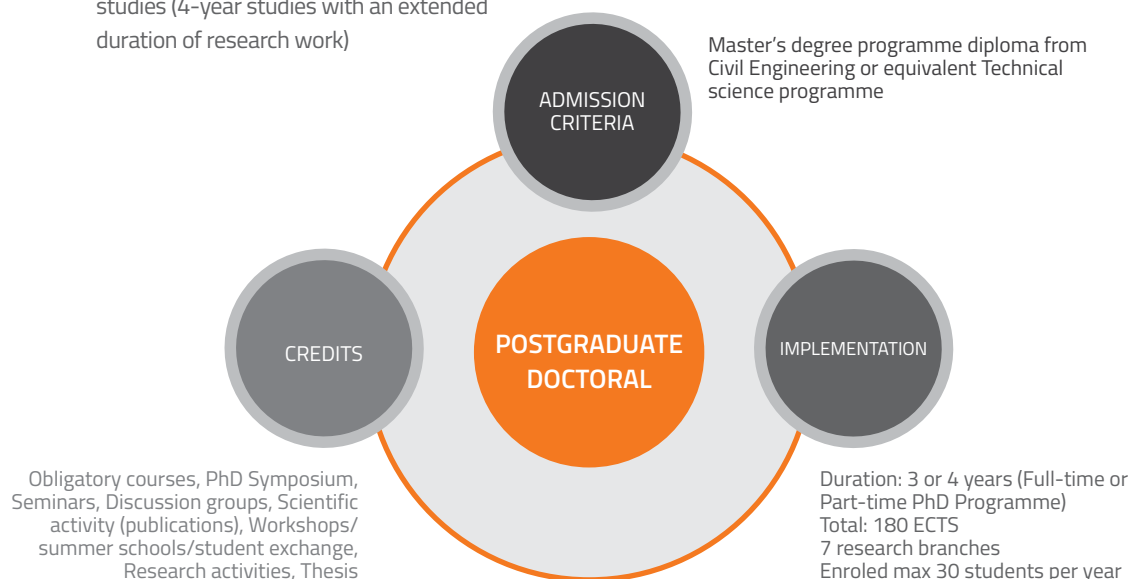 studies (4-year studies with an extended
duration of research work)
Master's degree programme diploma from
Civil Engineering or equivalent Technical
science programme
ADMISSION
CRITERIA
CREDITS
POSTGRADUATE
DOCTORAL
IMPLEMENTATION
Obligatory courses, PhD Symposium,
Seminars, Discussion groups, Scientific
activity (publications), Workshops/
summer schools/student exchange,
Research activities, Thesis
Duration: 3 or 4 years (Full-time or
Part-time PhD Programme)
Total: 180 ECTS
7 research branches
Enroled max 30 students per year